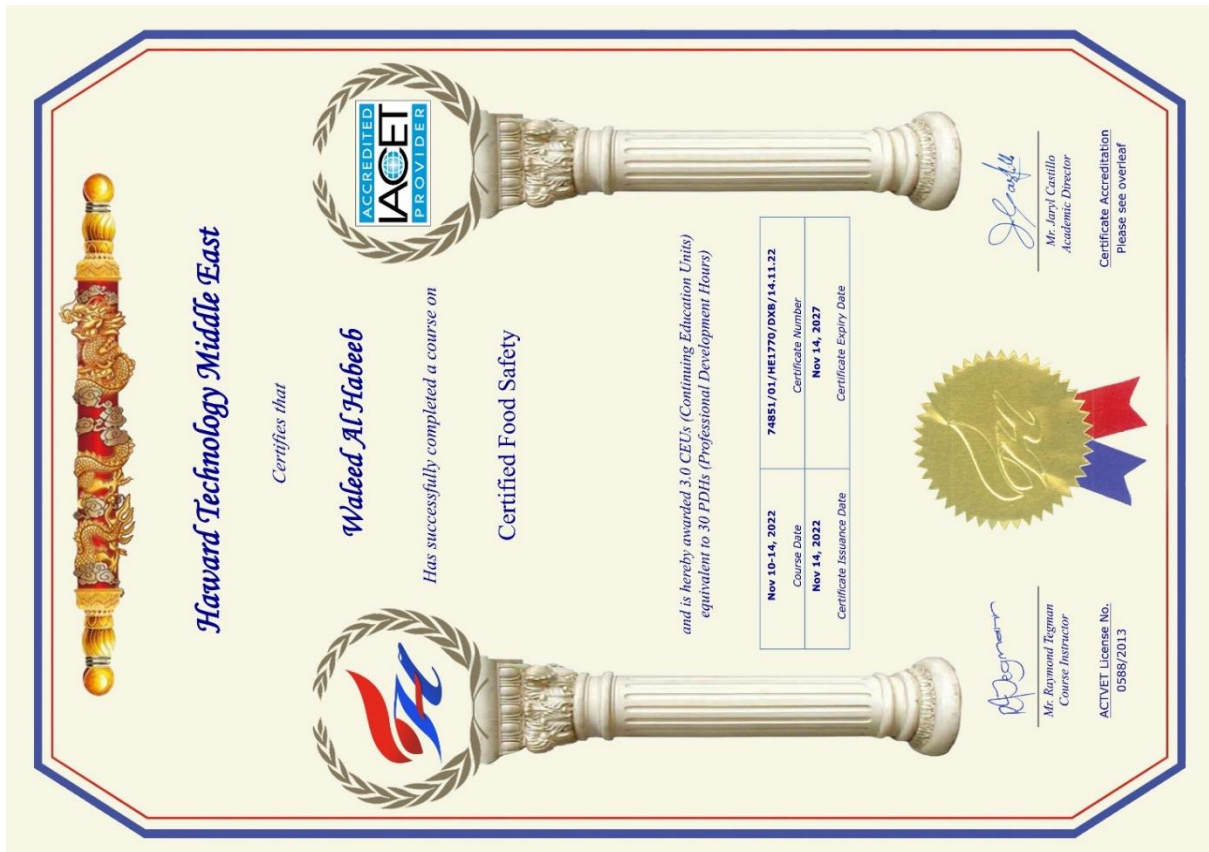 Haward Technology Middle East
Certifies that
Waleed Al Habeeb
Has successfully completed a course on
Certified Food Safety
ACCREDITED
IACET
PROVIDER
and is hereby awarded 3.0 CEUs (Continuing Education Units)
equivalent to 30 PDHs (Professional Development Hours)
Nov 10-14, 2022 74851/01/HE1770/DXB/14.11.22
Course Date Certificate Number
Nov 14, 2022 Nov 14, 2027
Certificate Issuance Date Certificate Expiry Date
Mr. Raymond Tegman
Course Instructor
Mr. Jaryl Castillo
Academic Director
ACTVET License No.
0588/2013
Certificate Accreditation
Please see overleaf